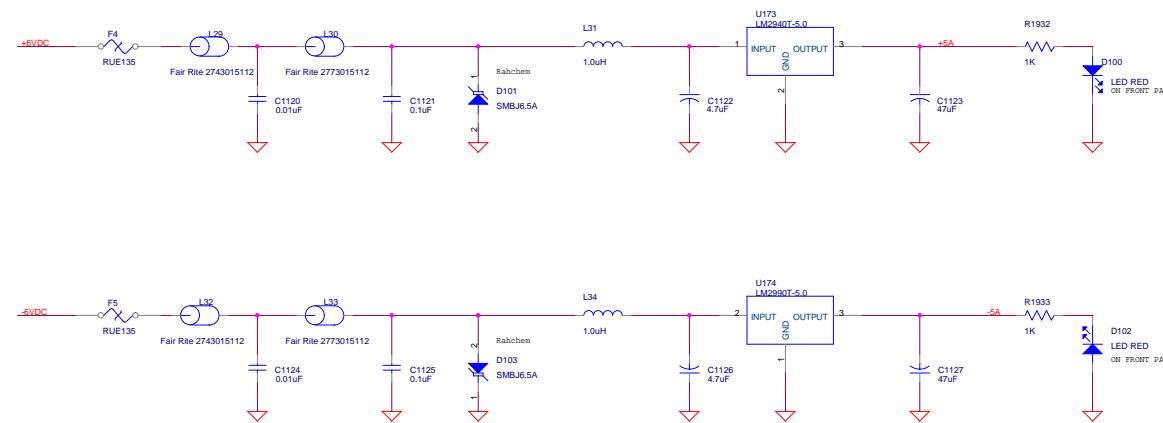 +6VDC
F4
RUE135
L29
Fair Rite 2743015112
C1120
0.01uF
L30
Fair Rite 2773015112
C1121
0.1uF
1
Rahchem
D101
SMBJ6.5A
2
L31
1.0uH
C1122
4.7uF
U173
LM2940T-5.0
1
INPUT
OUTPUT
3
GND
2
+5A
C1123
47uF
R1932
1K
D100
LED RED
ON FRONT PA
-6VDC
F5
RUE135
L32
Fair Rite 2743015112
C1124
0.01uF
L33
Fair Rite 2773015112
C1125
0.1uF
2
Rahchem
D103
SMBJ6.5A
1
L34
1.0uH
C1126
4.7uF
U174
LM2990T-5.0
2
INPUT
OUTPUT
3
GND
1
-5A
C1127
47uF
R1933
1K
D102
LED RED
ON FRONT PA